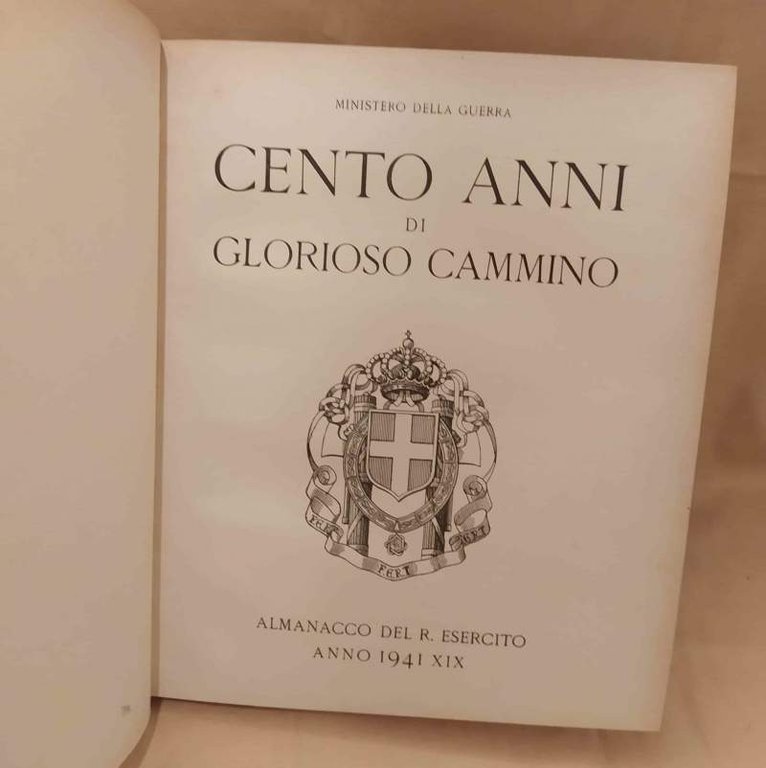 MINISTERO DELLA GUERRA
CENTO ANNI
DI
GLORIOSO CAMMINO
FERT
FERT
FERT
ALMANACCO DEL R. ESERCITO
ANNO 1941 XIX